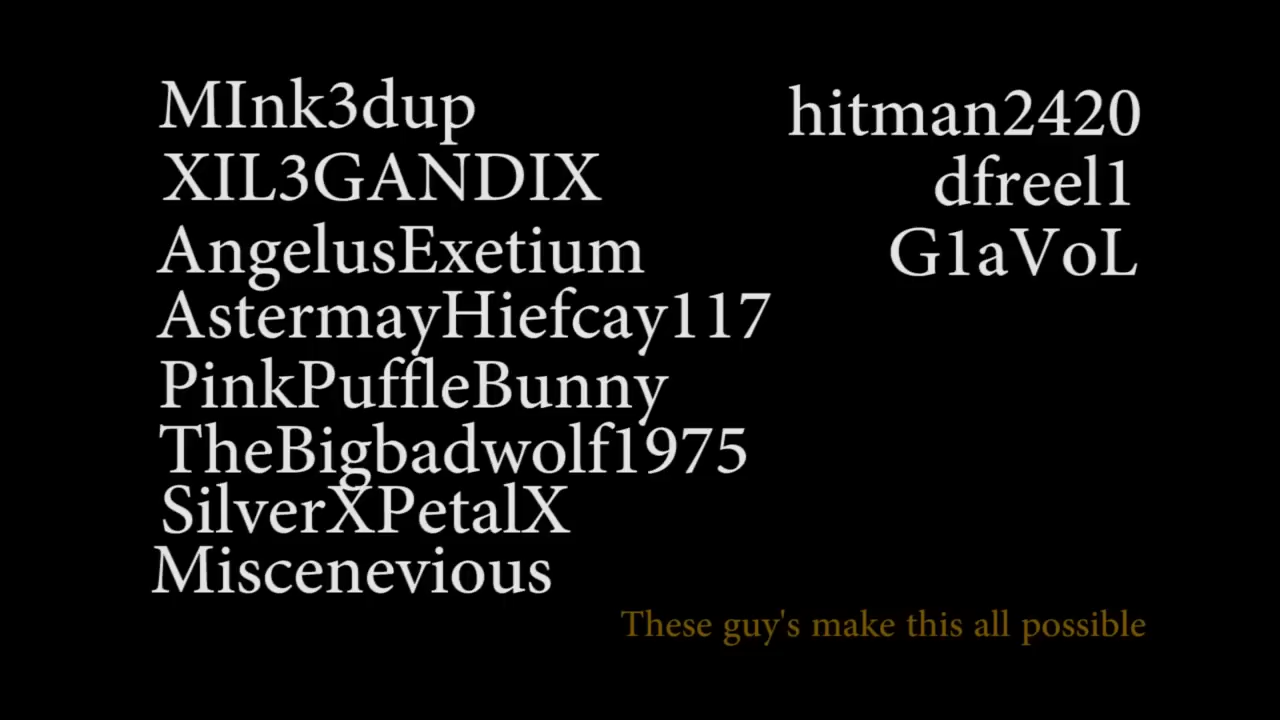 MInk3dup
XIL3GANDIX
AngelusExetium
AstermayHiefcay117
PinkPuffleBunny
TheBigbadwolf1975
SilverXPetalX
Miscenevious
hitman2420
dfreel1
G1aVoL
These guy's make this all possible